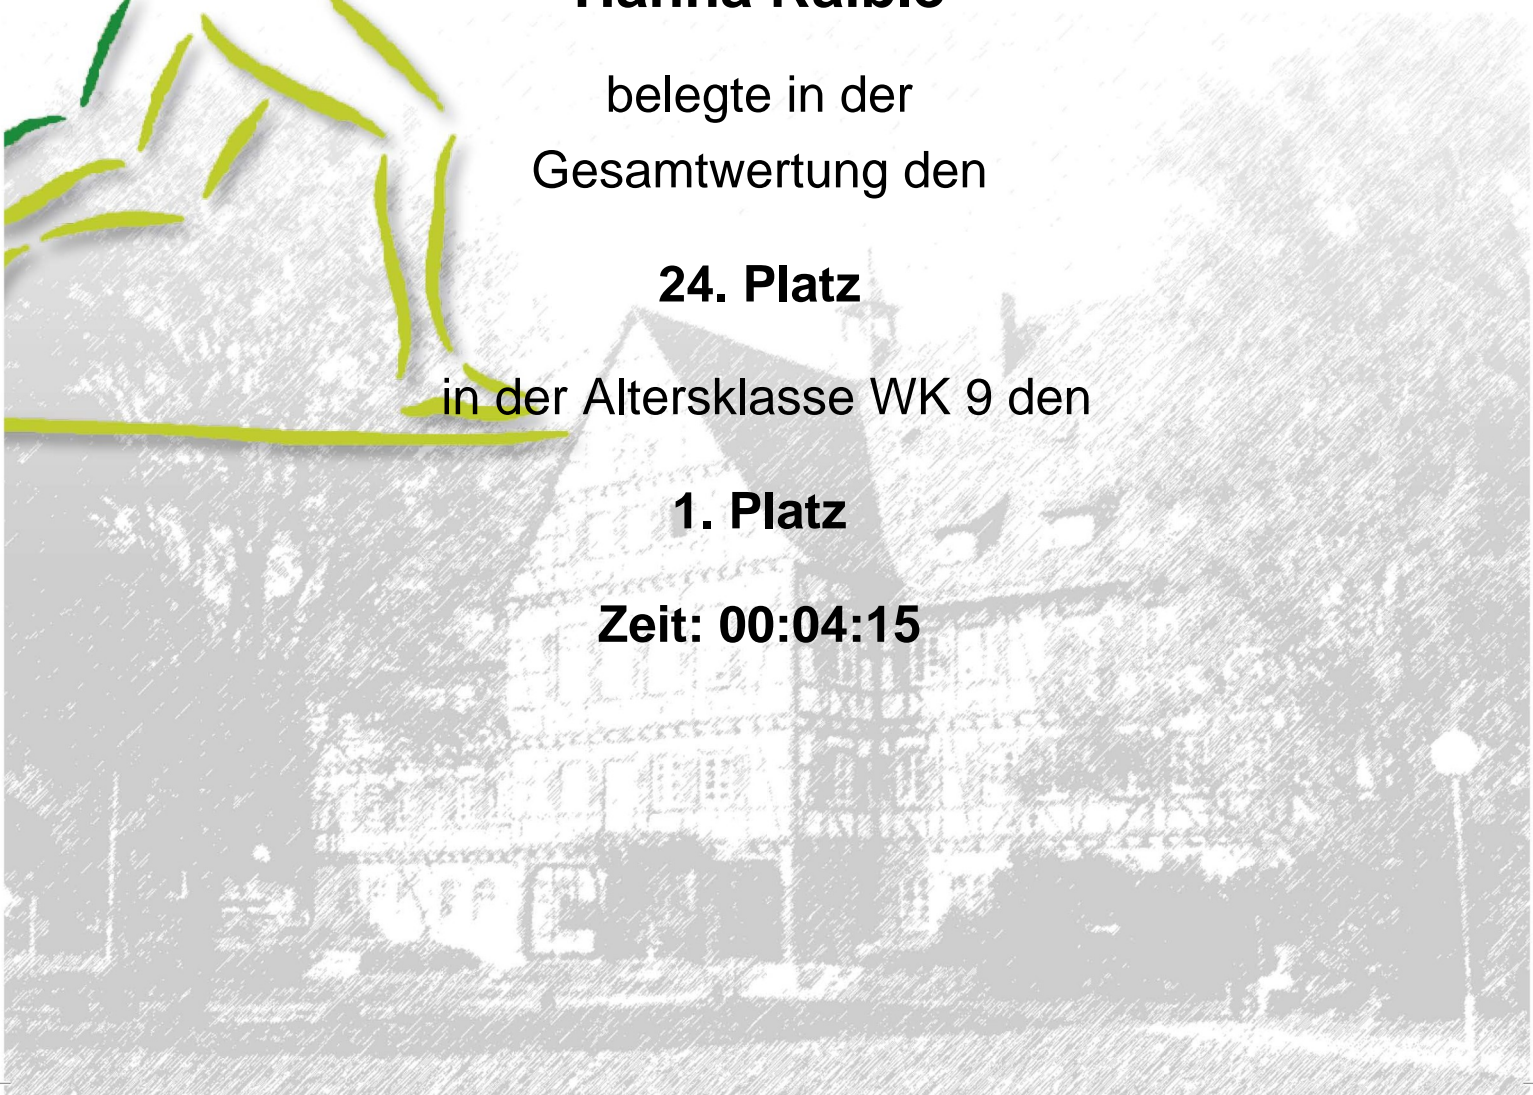 belegte in der
Gesamtwertung den
24. Platz
in der Altersklasse WK 9 den
1. Platz
Zeit: 00:04:15